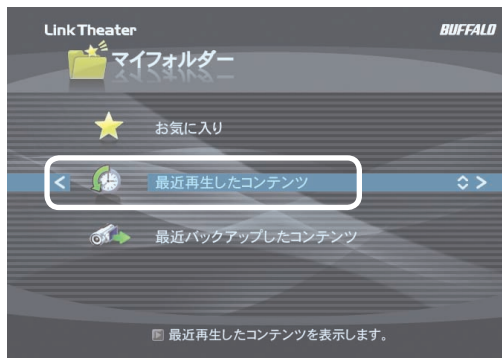 LinkTheater
BUFFALO
マイフォルダー
お気に入り
最近再生したコンテンツ
最近バックアップしたコンテンツ
最近再生したコンテンツを表示します。